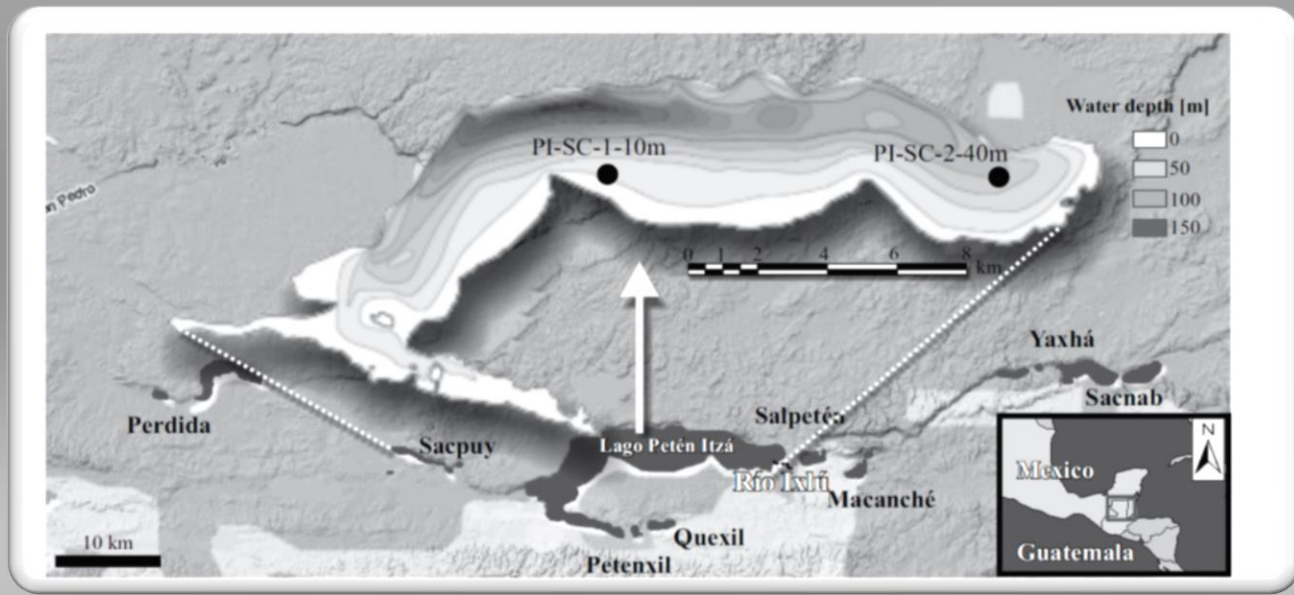 Water depth [m]
0
50
100
150
PI-SC-1-10m
PI-SC-2-40m
Pedro
0 1 2 4 6 8
km
Yaxhá
Sacnab
Perdida
Sacpuy
Salpetén
Lago Petén Itzá
Río Ixlú
Macanché
Quexil
Petenxil
10 km
N
Mexico
Guatemala